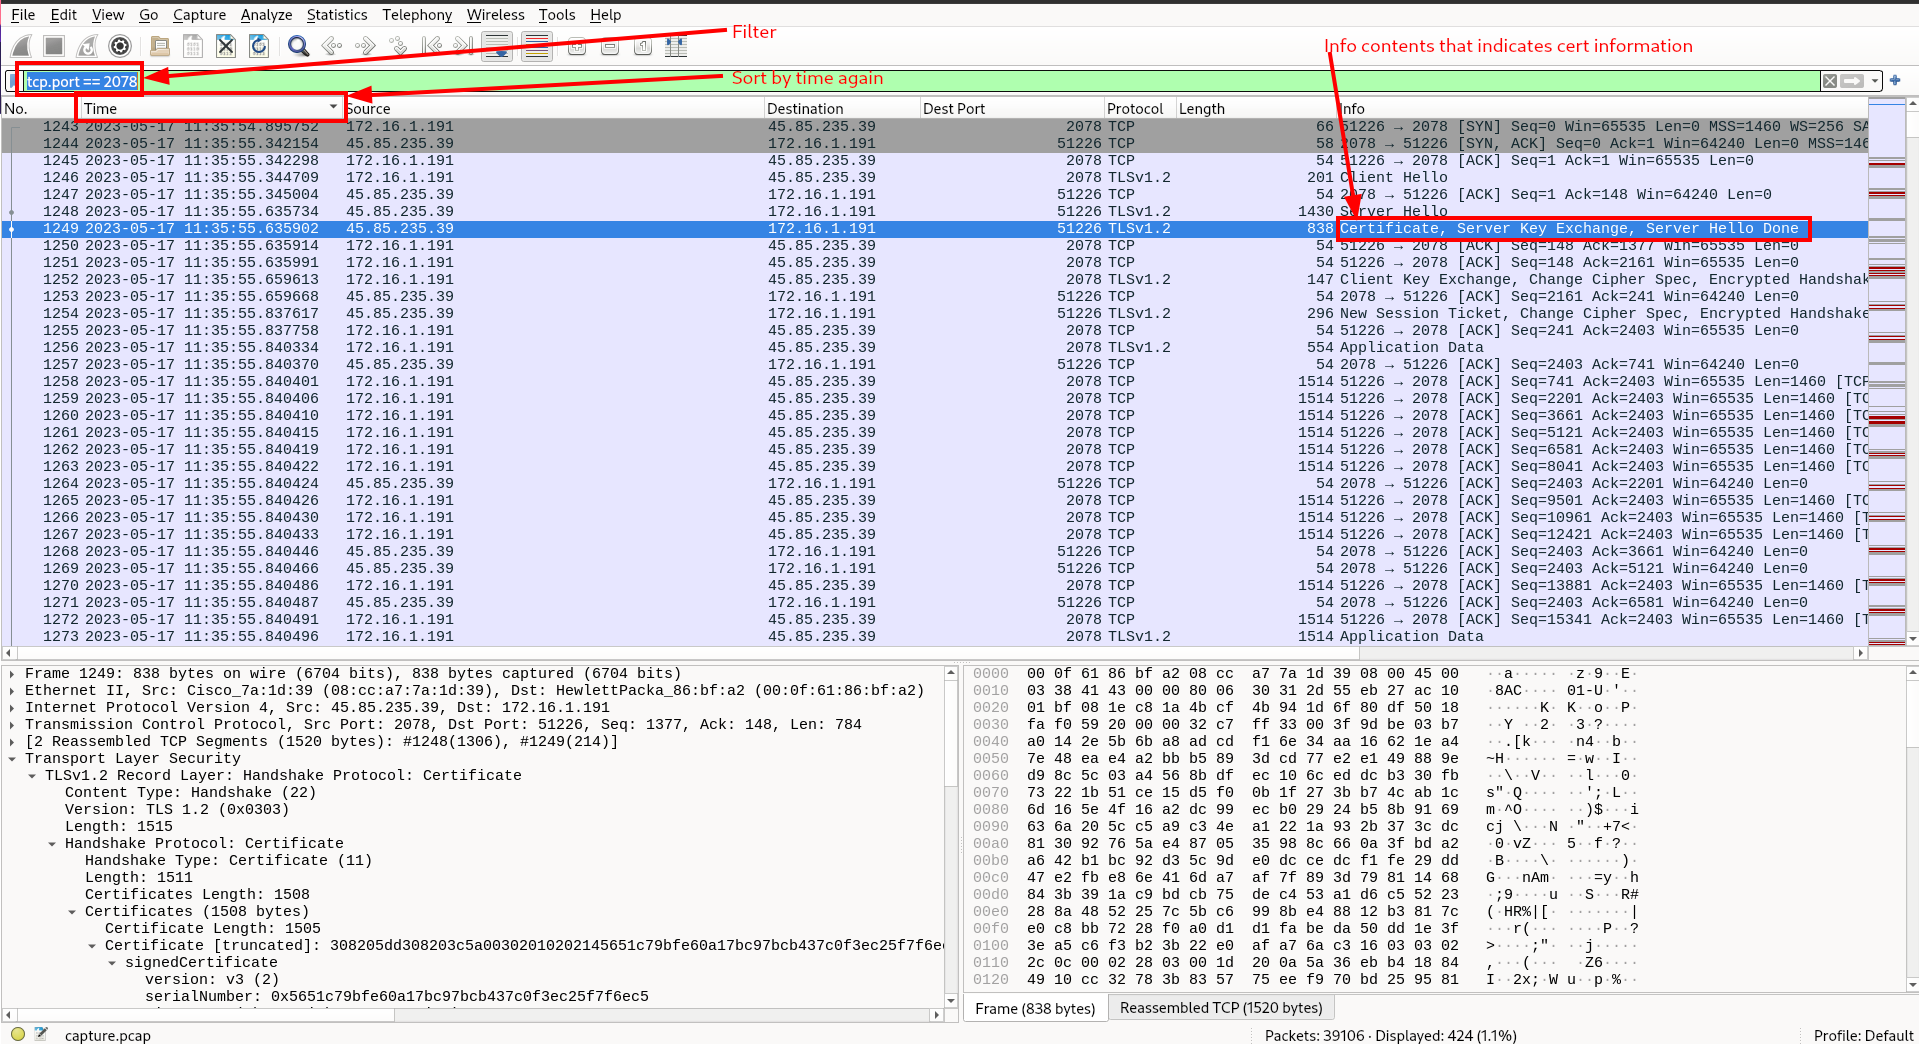 File Edit View Go Capture Analyze Statistics Telephony Wireless Tools Help
Filter
Info contents that indicates cert information
Sort by time again
tcp.port == 2078
No. Time Source Destination Dest Port Protocol Length Info
1243 2023-05-17 11:35:54.895752 172.16.1.191 45.85.235.39 2078 TCP 66 51226 → 2078 [SYN] Seq=0 Win=65535 Len=0 MSS=1460 WS=256 SA
1244 2023-05-17 11:35:55.342154 45.85.235.39 172.16.1.191 51226 TCP 58 2078 → 51226 [SYN, ACK] Seq=0 Ack=1 Win=64240 Len=0 MSS=146
1245 2023-05-17 11:35:55.342298 172.16.1.191 45.85.235.39 2078 TCP 54 51226 → 2078 [ACK] Seq=1 Ack=1 Win=65535 Len=0
1246 2023-05-17 11:35:55.344709 172.16.1.191 45.85.235.39 2078 TLSv1.2 201 Client Hello
1247 2023-05-17 11:35:55.345004 45.85.235.39 172.16.1.191 51226 TCP 54 2078 → 51226 [ACK] Seq=1 Ack=148 Win=64240 Len=0
1248 2023-05-17 11:35:55.635734 45.85.235.39 172.16.1.191 51226 TLSv1.2 1430 Server Hello
1249 2023-05-17 11:35:55.635902 45.85.235.39 172.16.1.191 51226 TLSv1.2 838 Certificate, Server Key Exchange, Server Hello Done
1250 2023-05-17 11:35:55.635914 172.16.1.191 45.85.235.39 2078 TCP 54 51226 → 2078 [ACK] Seq=148 Ack=1377 Win=65535 Len=0
1251 2023-05-17 11:35:55.635991 172.16.1.191 45.85.235.39 2078 TCP 54 51226 → 2078 [ACK] Seq=148 Ack=2161 Win=65535 Len=0
1252 2023-05-17 11:35:55.659613 172.16.1.191 45.85.235.39 2078 TLSv1.2 147 Client Key Exchange, Change Cipher Spec, Encrypted Handshak
1253 2023-05-17 11:35:55.659668 45.85.235.39 172.16.1.191 51226 TCP 54 2078 → 51226 [ACK] Seq=2161 Ack=241 Win=64240 Len=0
1254 2023-05-17 11:35:55.837617 45.85.235.39 172.16.1.191 51226 TLSv1.2 296 New Session Ticket, Change Cipher Spec, Encrypted Handshake
1255 2023-05-17 11:35:55.837758 172.16.1.191 45.85.235.39 2078 TCP 54 51226 → 2078 [ACK] Seq=241 Ack=2403 Win=65535 Len=0
1256 2023-05-17 11:35:55.840334 172.16.1.191 45.85.235.39 2078 TLSv1.2 554 Application Data
1257 2023-05-17 11:35:55.840370 45.85.235.39 172.16.1.191 51226 TCP 54 2078 → 51226 [ACK] Seq=2403 Ack=741 Win=64240 Len=0
1258 2023-05-17 11:35:55.840401 172.16.1.191 45.85.235.39 2078 TCP 1514 51226 → 2078 [ACK] Seq=741 Ack=2403 Win=65535 Len=1460 [TCP
1259 2023-05-17 11:35:55.840406 172.16.1.191 45.85.235.39 2078 TCP 1514 51226 → 2078 [ACK] Seq=2201 Ack=2403 Win=65535 Len=1460 [TC
1260 2023-05-17 11:35:55.840410 172.16.1.191 45.85.235.39 2078 TCP 1514 51226 → 2078 [ACK] Seq=3661 Ack=2403 Win=65535 Len=1460 [TC
1261 2023-05-17 11:35:55.840415 172.16.1.191 45.85.235.39 2078 TCP 1514 51226 → 2078 [ACK] Seq=5121 Ack=2403 Win=65535 Len=1460 [TC
1262 2023-05-17 11:35:55.840419 172.16.1.191 45.85.235.39 2078 TCP 1514 51226 → 2078 [ACK] Seq=6581 Ack=2403 Win=65535 Len=1460 [TC
1263 2023-05-17 11:35:55.840422 172.16.1.191 45.85.235.39 2078 TCP 1514 51226 → 2078 [ACK] Seq=8041 Ack=2403 Win=65535 Len=1460 [TC
1264 2023-05-17 11:35:55.840424 45.85.235.39 172.16.1.191 51226 TCP 54 2078 → 51226 [ACK] Seq=2403 Ack=2201 Win=64240 Len=0
1265 2023-05-17 11:35:55.840426 172.16.1.191 45.85.235.39 2078 TCP 1514 51226 → 2078 [ACK] Seq=9501 Ack=2403 Win=65535 Len=1460 [TC
1266 2023-05-17 11:35:55.840430 172.16.1.191 45.85.235.39 2078 TCP 1514 51226 → 2078 [ACK] Seq=10961 Ack=2403 Win=65535 Len=1460 [T
1267 2023-05-17 11:35:55.840433 172.16.1.191 45.85.235.39 2078 TCP 1514 51226 → 2078 [ACK] Seq=12421 Ack=2403 Win=65535 Len=1460 [T
1268 2023-05-17 11:35:55.840446 45.85.235.39 172.16.1.191 51226 TCP 54 2078 → 51226 [ACK] Seq=2403 Ack=3661 Win=64240 Len=0
1269 2023-05-17 11:35:55.840466 45.85.235.39 172.16.1.191 51226 TCP 54 2078 → 51226 [ACK] Seq=2403 Ack=5121 Win=64240 Len=0
1270 2023-05-17 11:35:55.840486 172.16.1.191 45.85.235.39 2078 TCP 1514 51226 → 2078 [ACK] Seq=13881 Ack=2403 Win=65535 Len=1460 [T
1271 2023-05-17 11:35:55.840487 45.85.235.39 172.16.1.191 51226 TCP 54 2078 → 51226 [ACK] Seq=2403 Ack=6581 Win=64240 Len=0
1272 2023-05-17 11:35:55.840491 172.16.1.191 45.85.235.39 2078 TCP 1514 51226 → 2078 [ACK] Seq=15341 Ack=2403 Win=65535 Len=1460 [T
1273 2023-05-17 11:35:55.840496 172.16.1.191 45.85.235.39 2078 TLSv1.2 1514 Application Data
Frame 1249: 838 bytes on wire (6704 bits), 838 bytes captured (6704 bits)
Ethernet II, Src: Cisco_7a:1d:39 (08:cc:a7:7a:1d:39), Dst: HewlettPacka_86:bf:a2 (00:0f:61:86:bf:a2)
Internet Protocol Version 4, Src: 45.85.235.39, Dst: 172.16.1.191
Transmission Control Protocol, Src Port: 2078, Dst Port: 51226, Seq: 1377, Ack: 148, Len: 784
[2 Reassembled TCP Segments (1520 bytes): #1248(1306), #1249(214)]
Transport Layer Security
TLSv1.2 Record Layer: Handshake Protocol: Certificate
Content Type: Handshake (22)
Version: TLS 1.2 (0x0303)
Length: 1515
Handshake Protocol: Certificate
Handshake Type: Certificate (11)
Length: 1511
Certificates Length: 1508
Certificates (1508 bytes)
Certificate Length: 1505
Certificate [truncated]: 308205dd308203c5a00302010202145651c79bfe60a17bc97bcb437c0f3ec25f7f6e
signedCertificate
version: v3 (2)
serialNumber: 0x5651c79bfe60a17bc97bcb437c0f3ec25f7f6ec5
0000 00 0f 61 86 bf a2 08 cc a7 7a 1d 39 08 00 45 00 ··a····· ·z·9··E·
0010 03 38 41 43 00 00 80 06 30 31 2d 55 eb 27 ac 10 ·8AC···· 01-U·'··
0020 01 bf 08 1e c8 1a 4b cf 4b 94 1d 6f 80 df 50 18 ······K· K··o··P·
0030 fa f0 59 20 00 00 32 c7 ff 33 00 3f 9d be 03 b7 ··Y ··2· ·3·?····
0040 a0 14 2e 5b 6b a8 ad cd f1 6e 34 aa 16 62 1e a4 ··.[k··· ·n4··b··
0050 7e 48 ea e4 a2 bb b5 89 3d cd 77 e2 e1 49 88 9e ~H······ =·w··I··
0060 d9 8c 5c 03 a4 56 8b df ec 10 6c ed dc b3 30 fb ··\··V·· ··l···0·
0070 73 22 1b 51 ce 15 d5 f0 0b 1f 27 3b b7 4c ab 1c s"·Q···· ··';·L··
0080 6d 16 5e 4f 16 a2 dc 99 ec b0 29 24 b5 8b 91 69 m·^O···· ··)$···i
0090 63 6a 20 5c c5 a9 c3 4e a1 22 1a 93 2b 37 3c dc cj \···N ·"··+7<·
00a0 81 30 92 76 5a e4 87 05 35 98 8c 66 0a 3f bd a2 ·0·vZ··· 5··f·?··
00b0 a6 42 b1 bc 92 d3 5c 9d e0 dc ce dc f1 fe 29 dd ·B····\· ······)·
00c0 47 e2 fb e8 6e 41 6d a7 af 7f 89 3d 79 81 14 68 G···nAm· ···=y··h
00d0 84 3b 39 1a c9 bd cb 75 de c4 53 a1 d6 c5 52 23 ·;9····u ··S···R#
00e0 28 8a 48 52 25 7c 5b c6 99 8b e4 88 12 b3 81 7c (·HR%|[· ·······|
00f0 e0 c8 bb 72 28 f0 a0 d1 d1 fa be da 50 dd 1e 3f ···r(··· ····P··?
0100 3e a5 c6 f3 b2 3b 22 e0 af a7 6a c3 16 03 03 02 >····;"· ··j·····
0110 2c 0c 00 02 28 03 00 1d 20 0a 5a 36 eb b4 18 84 ,···(··· ·Z6····
0120 49 10 cc 32 78 3b 83 57 75 ee f9 70 bd 25 95 81 I··2x;·W u··p·%··
Frame (838 bytes) Reassembled TCP (1520 bytes)
capture.pcap Packets: 39106 · Displayed: 424 (1.1%) Profile: Default